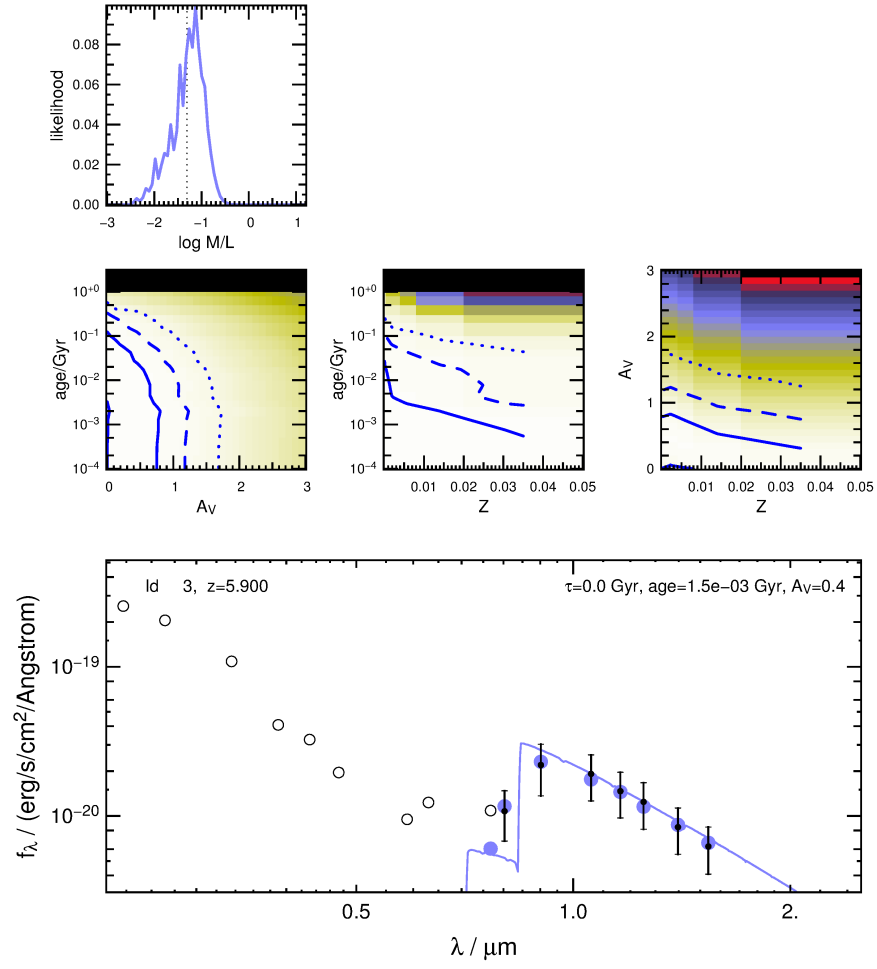 0.08
0.06
0.04
0.02
0.00
likelihood
−3 −2 −1 0 1
log M/L
10⁺⁰
10⁻¹
10⁻²
10⁻³
10⁻⁴
age/Gyr
0 1 2 3
A_V
10⁺⁰
10⁻¹
10⁻²
10⁻³
10⁻⁴
age/Gyr
0.01 0.02 0.03 0.04 0.05
Z
3
2
1
0
A_V
0.01 0.02 0.03 0.04 0.05
Z
Id 3, z=5.900
τ=0.0 Gyr, age=1.5e−03 Gyr, A_V=0.4
10⁻¹⁹
10⁻²⁰
f_λ / (erg/s/cm²/Angstrom)
0.5 1.0 2.
λ / μm